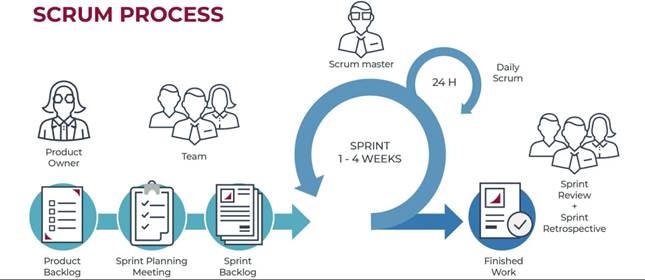 SCRUM PROCESS
Scrum master
24 H
Daily
Scrum
Product
Owner
Team
SPRINT
1 - 4 WEEKS
Sprint
Review
+
Sprint
Retrospective
Product
Backlog
Sprint Planning
Meeting
Sprint
Backlog
Finished
Work